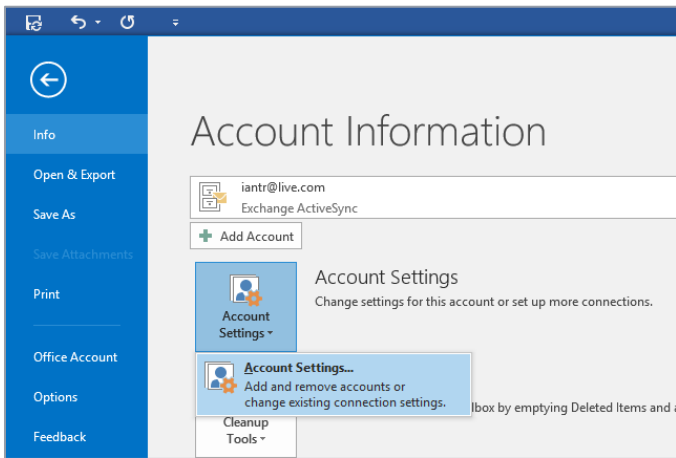 Info
Open & Export
Save As
Save Attachments
Print
Office Account
Options
Feedback
Account Information
iantr@live.com
Exchange ActiveSync
Add Account
Account
Settings
Account Settings
Change settings for this account or set up more connections.
Account Settings...
Add and remove accounts or
change existing connection settings.
lbox by emptying Deleted Items and a
Cleanup
Tools